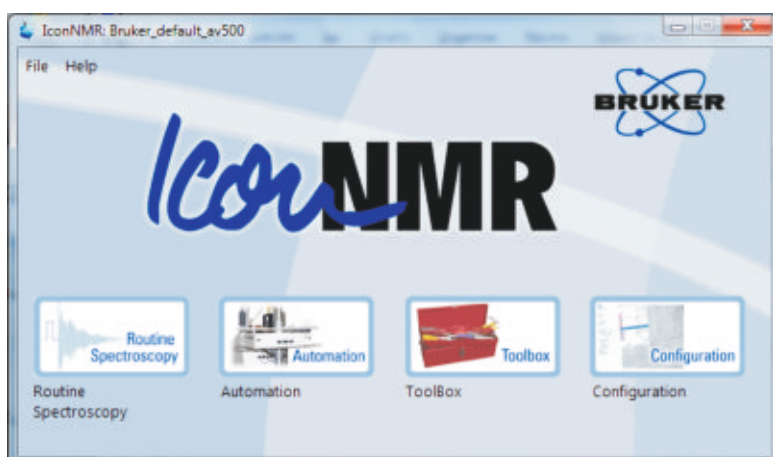 IconNMR: Bruker_default_av500
File Help
BRUKER
IconNMR
Routine
Spectroscopy
Automation
Toolbox
Configuration
Routine
Spectroscopy
Automation
ToolBox
Configuration